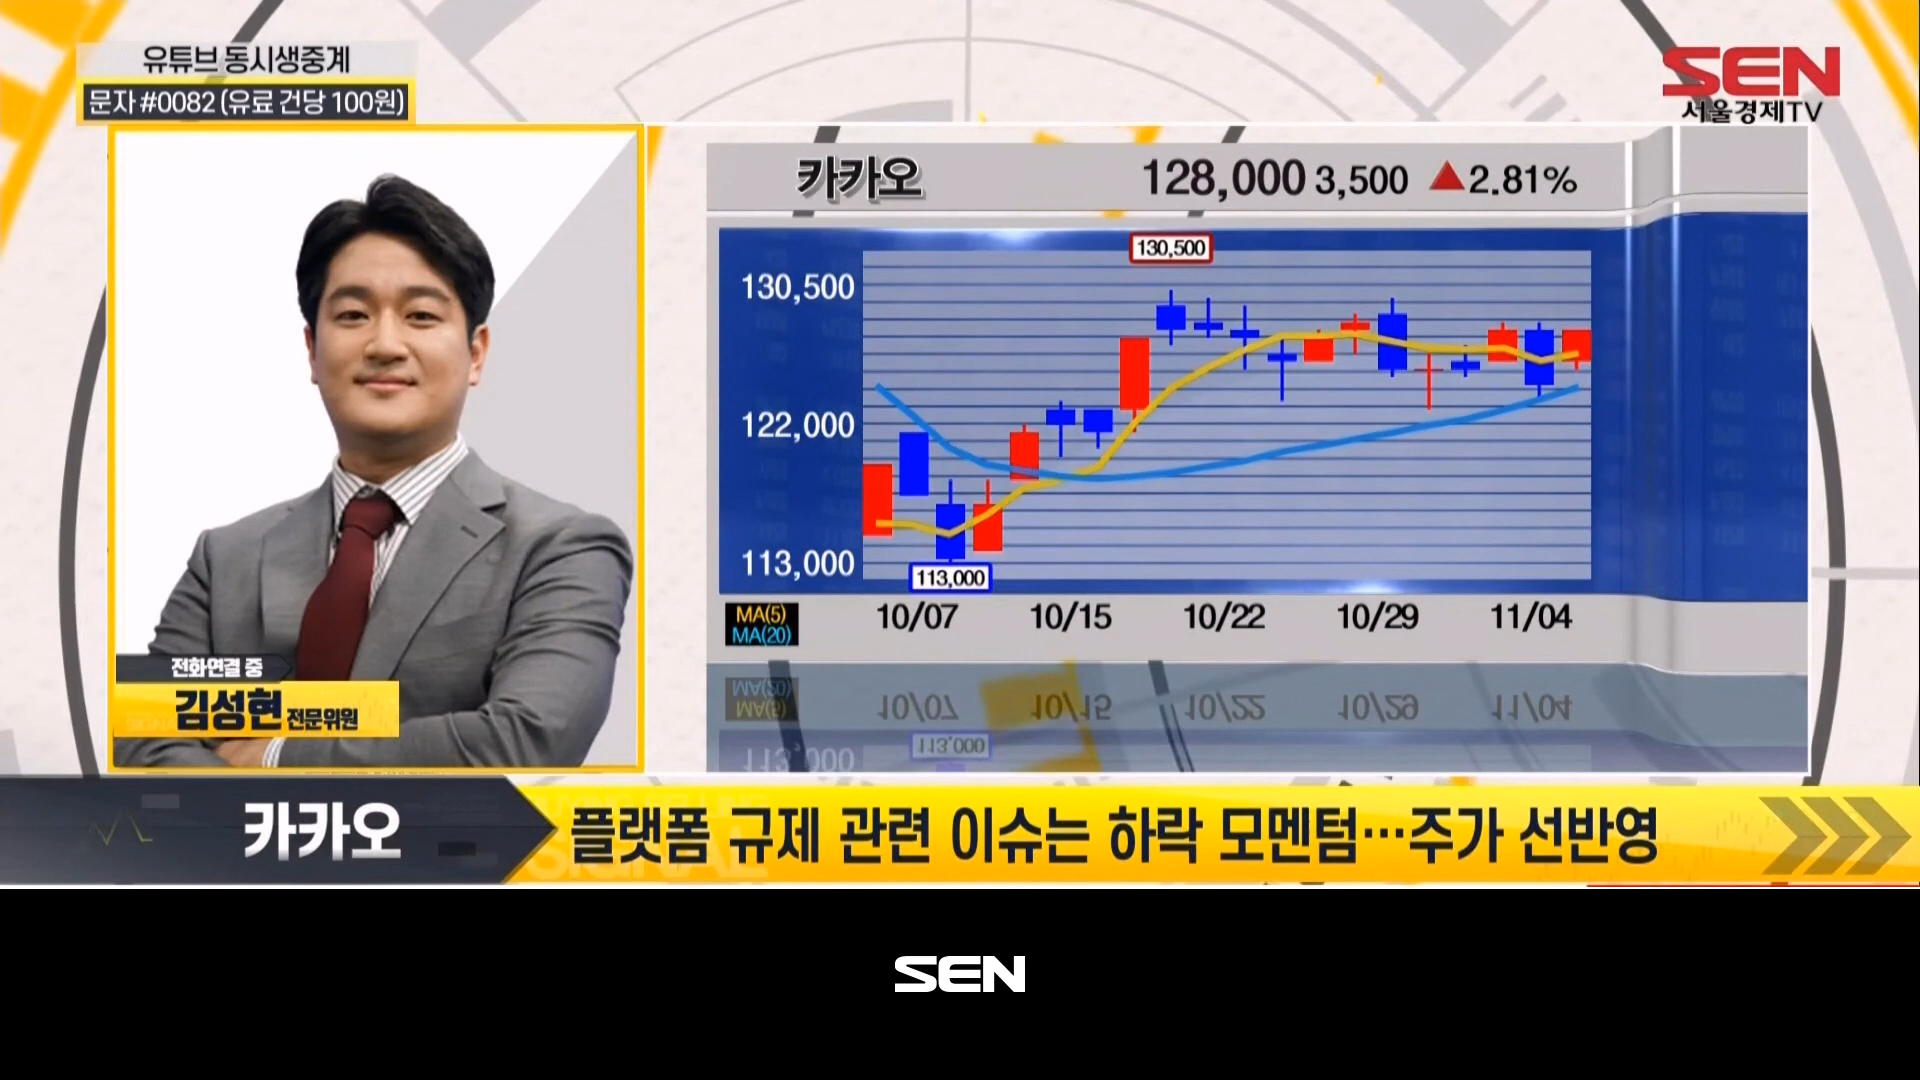 유튜브 동시생중계
문자 #0082 (유료 건당 100원)
SEN
서울경제TV
카카오 128,000 3,500 ▲2.81%
130,500
130,500
122,000
113,000
113,000
MA(5)
MA(20)
10/07 10/15 10/22 10/29 11/04
전화연결 중
김성현 전문위원
카카오
플랫폼 규제 관련 이슈는 하락 모멘텀…주가 선반영
SEN